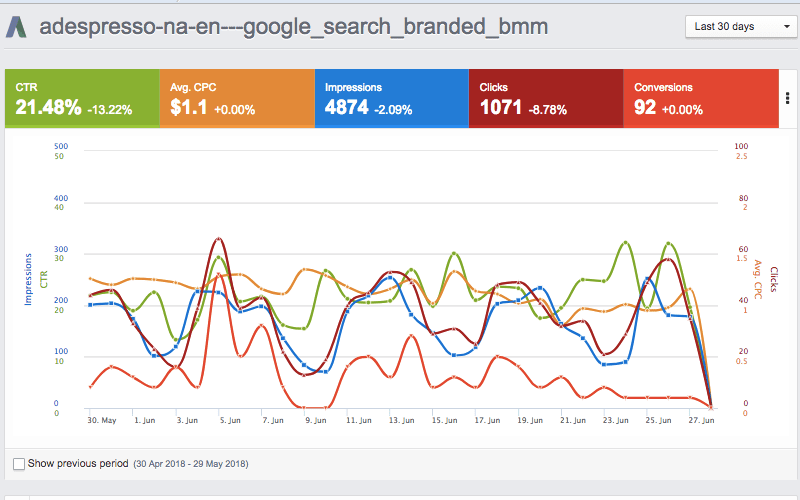 adespresso-na-en---google_search_branded_bmm
Last 30 days
CTR
21.48% -13.22%
Avg. CPC
$1.1 +0.00%
Impressions
4874 -2.09%
Clicks
1071 -8.78%
Conversions
92 +0.00%
500
50
400
40
300
30
200
20
100
10
0
0
Impressions
CTR
100
2.5
80
2
60
1.5
40
1
20
0.5
0
0
Avg. CPC
Clicks
30. May 1. Jun 3. Jun 5. Jun 7. Jun 9. Jun 11. Jun 13. Jun 15. Jun 17. Jun 19. Jun 21. Jun 23. Jun 25. Jun 27. Jun
Show previous period (30 Apr 2018 - 29 May 2018)